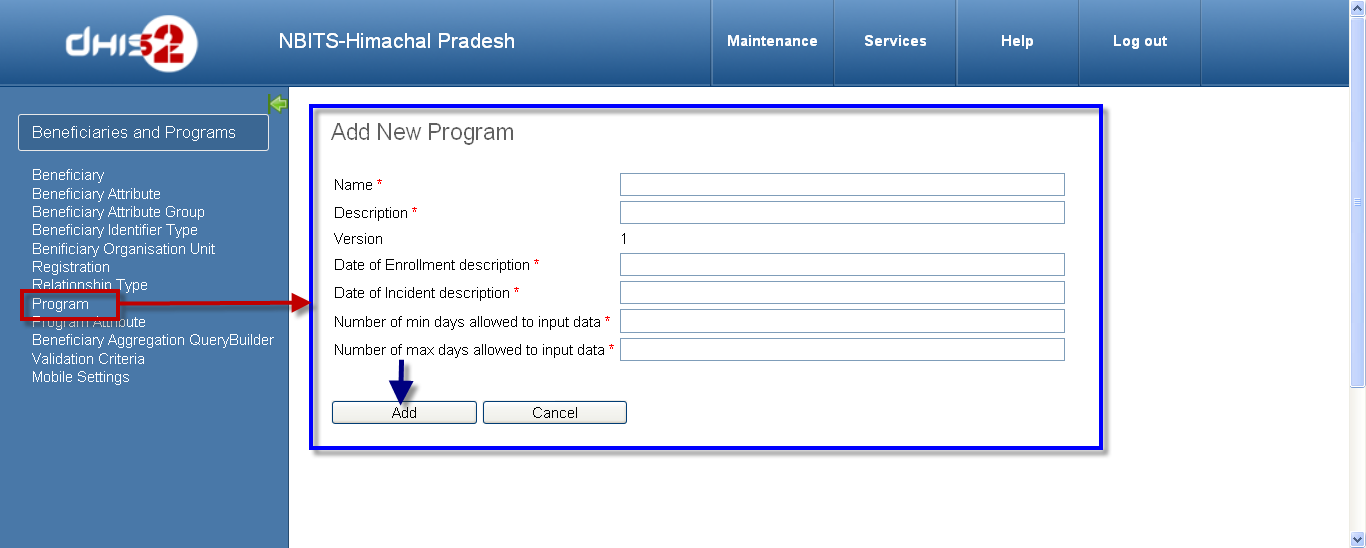 dHIS2
NBITS-Himachal Pradesh
Maintenance
Services
Help
Log out
Beneficiaries and Programs
Beneficiary
Beneficiary Attribute
Beneficiary Attribute Group
Beneficiary Identifier Type
Benificiary Organisation Unit
Registration
Relationship Type
Program
Program Attribute
Beneficiary Aggregation QueryBuilder
Validation Criteria
Mobile Settings
Add New Program
Name *
Description *
Version 1
Date of Enrollment description *
Date of Incident description *
Number of min days allowed to input data *
Number of max days allowed to input data *
Add Cancel